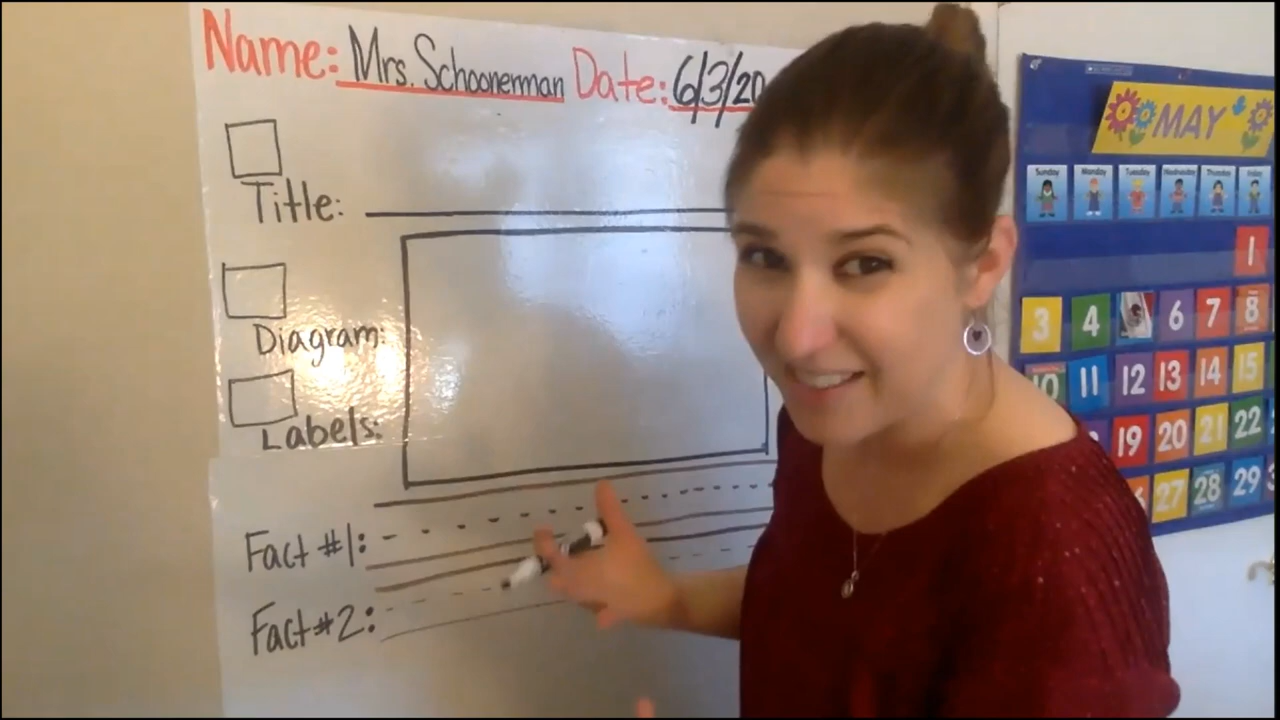 Name: Mrs. Schoonerman Date: 6/3/20
Title:
Diagram:
Labels:
Fact #1:
Fact #2:
MAY
Sunday Monday Tuesday Wednesday Thursday Friday
1
3 4 6 7 8
10 11 12 13 14 15
19 20 21 22
27 28 29